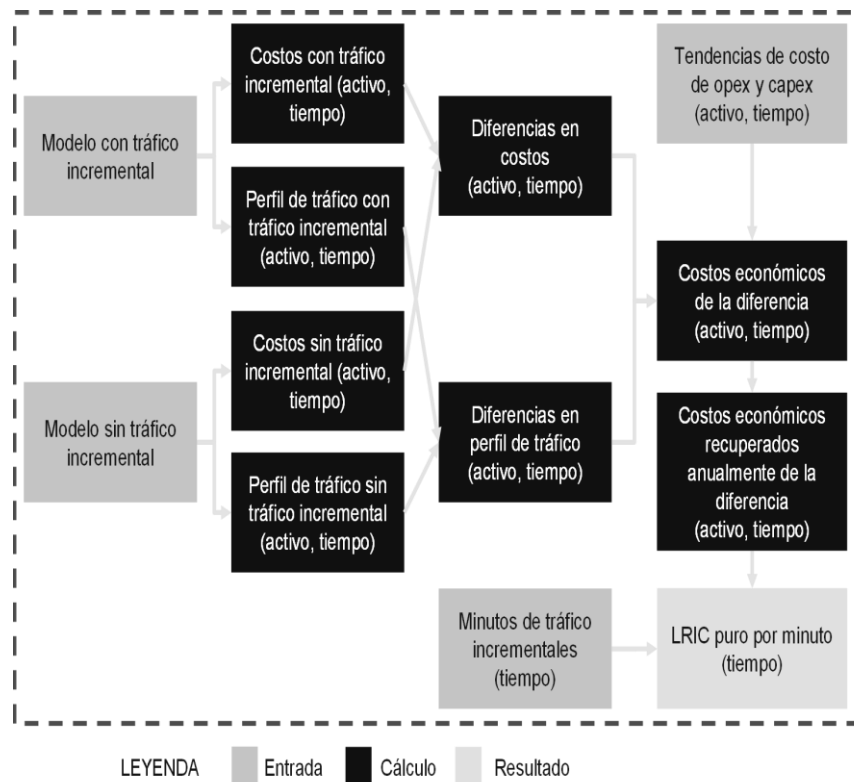 Modelo con tráfico
incremental
Modelo sin tráfico
incremental
Costos con tráfico
incremental (activo,
tiempo)
Perfil de tráfico con
tráfico incremental
(activo, tiempo)
Costos sin tráfico
incremental (activo,
tiempo)
Perfil de tráfico sin
tráfico incremental
(activo, tiempo)
Diferencias en
costos
(activo, tiempo)
Diferencias en
perfil de tráfico
(activo, tiempo)
Minutos de tráfico
incrementales
(tiempo)
Tendencias de costo
de opex y capex
(activo, tiempo)
Costos económicos
de la diferencia
(activo, tiempo)
Costos económicos
recuperados
anualmente de la
diferencia
(activo, tiempo)
LRIC puro por minuto
(tiempo)
LEYENDA Entrada Cálculo Resultado